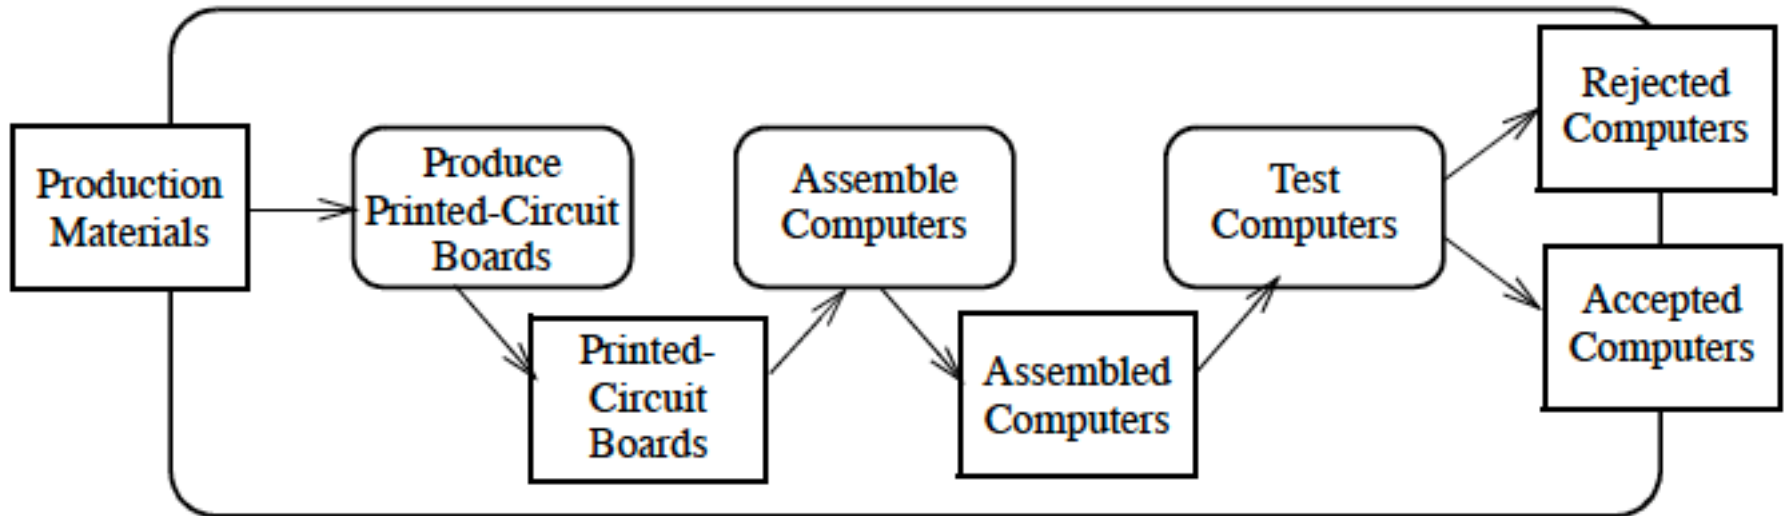 Production
Materials
Produce
Printed-Circuit
Boards
Printed-
Circuit
Boards
Assemble
Computers
Assembled
Computers
Test
Computers
Rejected
Computers
Accepted
Computers